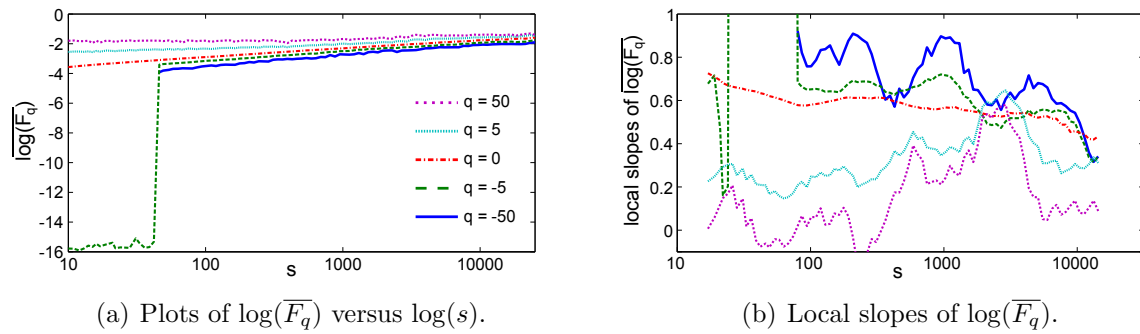 0
-2
-4
-6
-8
-10
-12
-14
-16
log(F_q)
10
100
1000
10000
s
q = 50
q = 5
q = 0
q = -5
q = -50
1
0.8
0.6
0.4
0.2
0
local slopes of log(F_q)
10
100
1000
10000
s
(a) Plots of log(F_q) versus log(s).
(b) Local slopes of log(F_q).